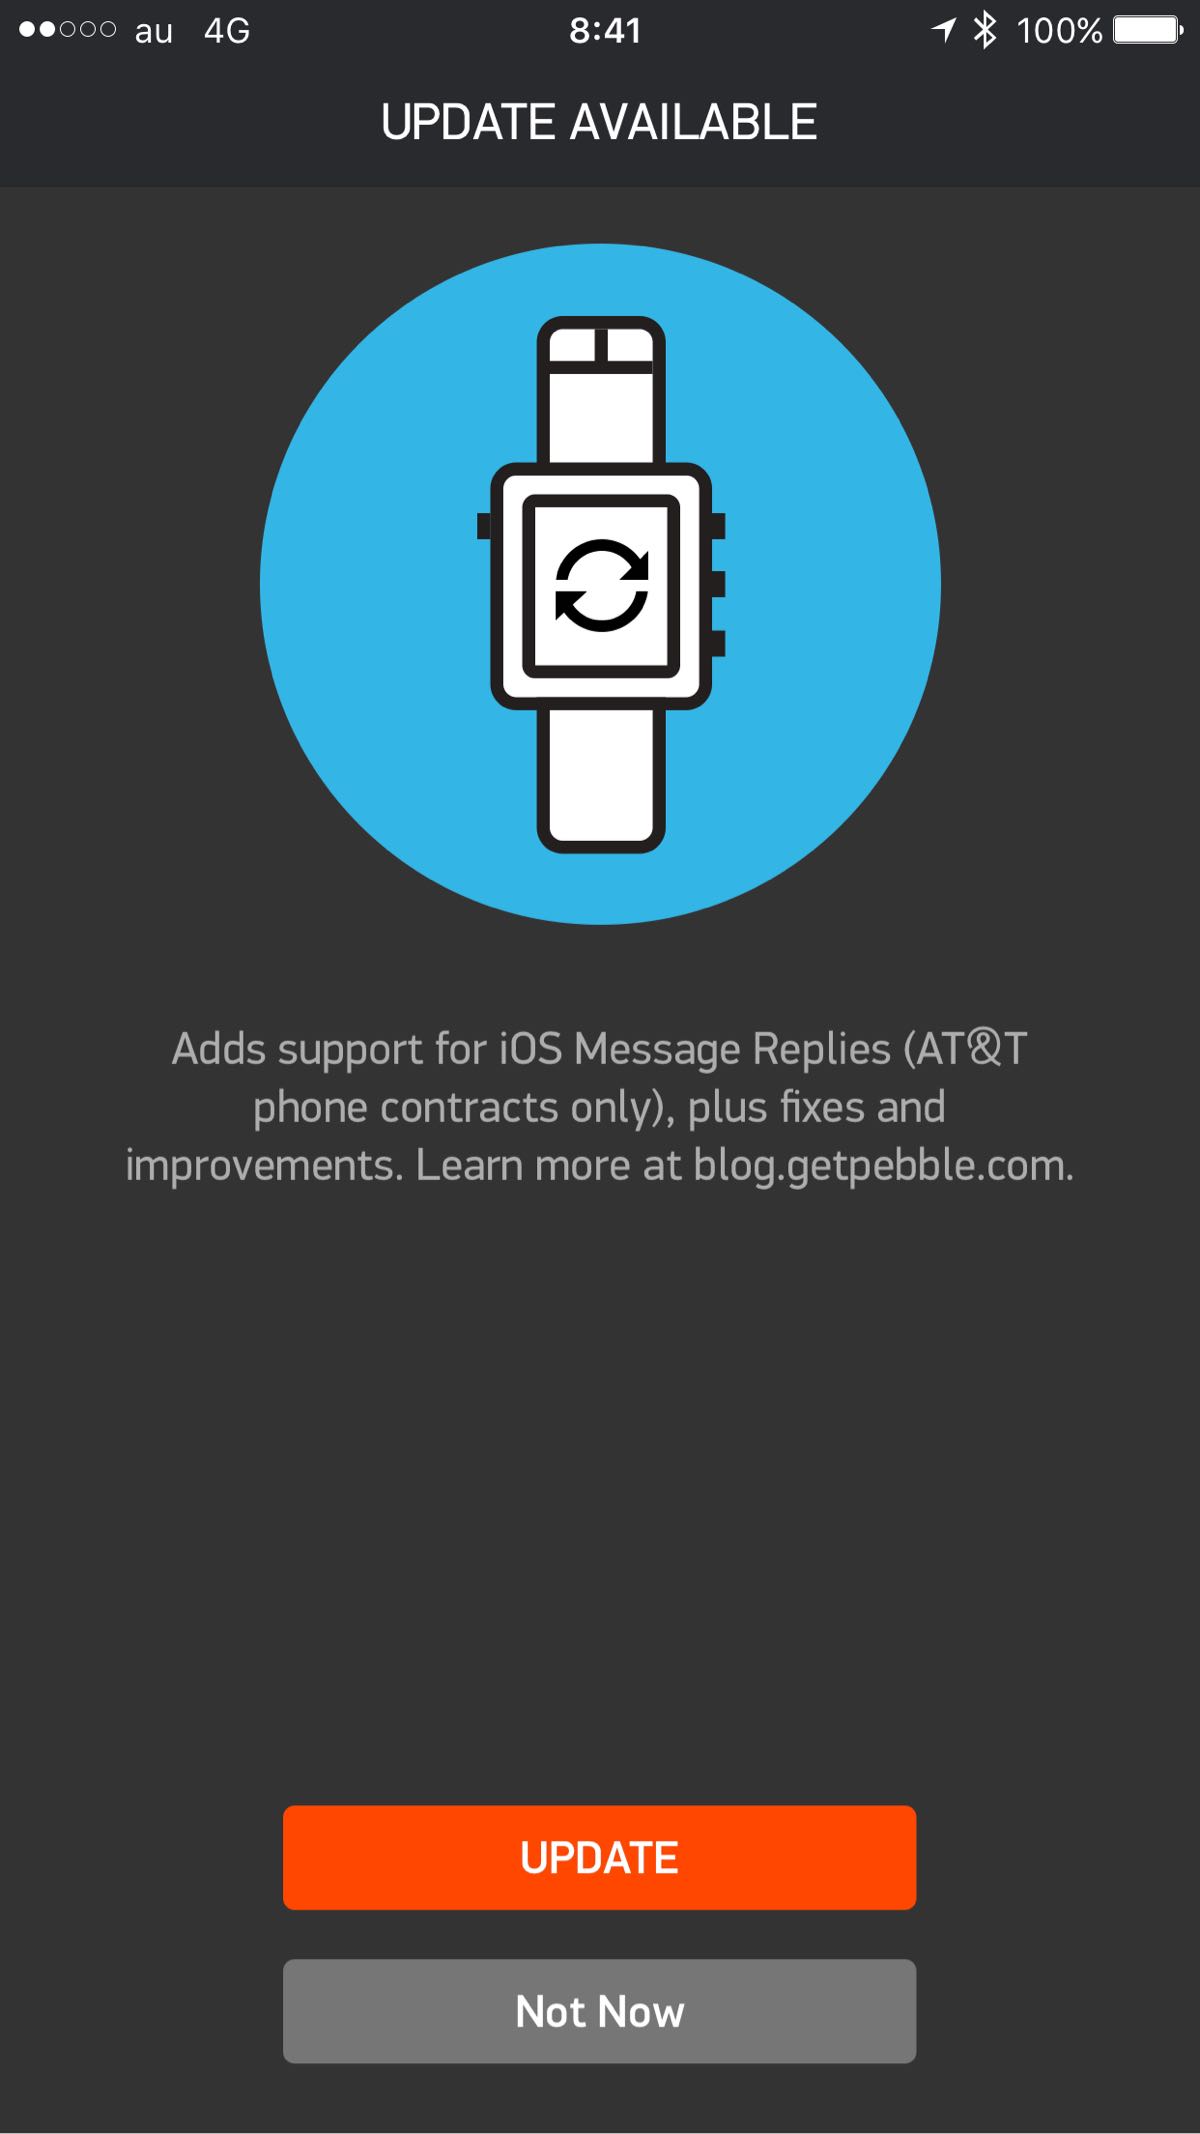 au 4G 8:41 100%
UPDATE AVAILABLE
Adds support for iOS Message Replies (AT&T
phone contracts only), plus fixes and
improvements. Learn more at blog.getpebble.com.
UPDATE
Not Now